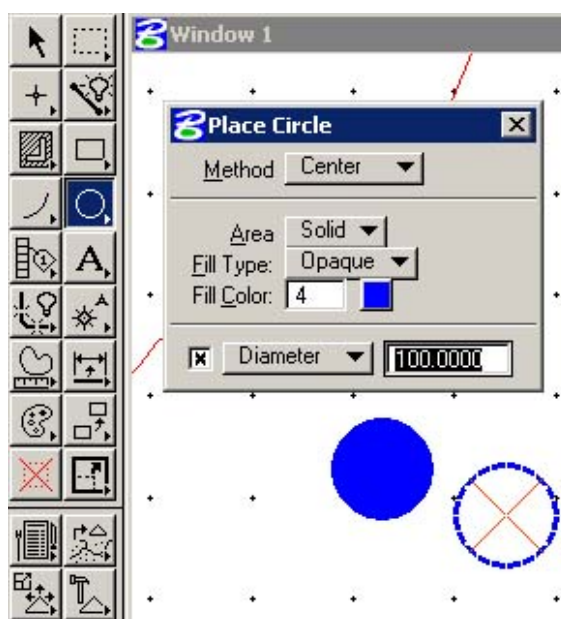 Window 1
Place Circle
Method Center
Area Solid
Fill Type: Opaque
Fill Color: 4
Diameter 100.0000
A